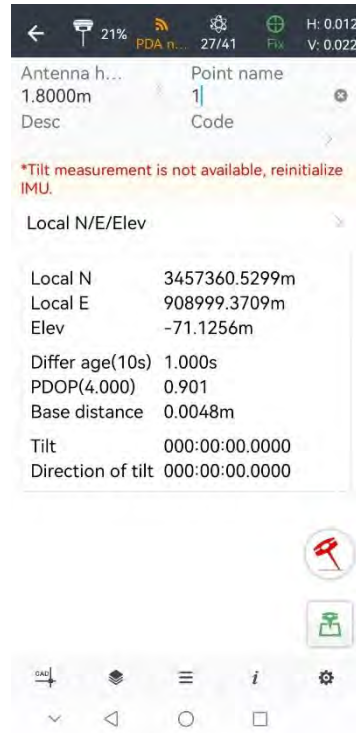 21% PDA n... 27/41 Fix H: 0.012 V: 0.022
Antenna h... Point name
1.8000m 1
Desc Code
*Tilt measurement is not available, reinitialize
IMU.
Local N/E/Elev
Local N 3457360.5299m
Local E 908999.3709m
Elev -71.1256m
Differ age(10s) 1.000s
PDOP(4.000) 0.901
Base distance 0.0048m
Tilt 000:00:00.0000
Direction of tilt 000:00:00.0000
CAD
i